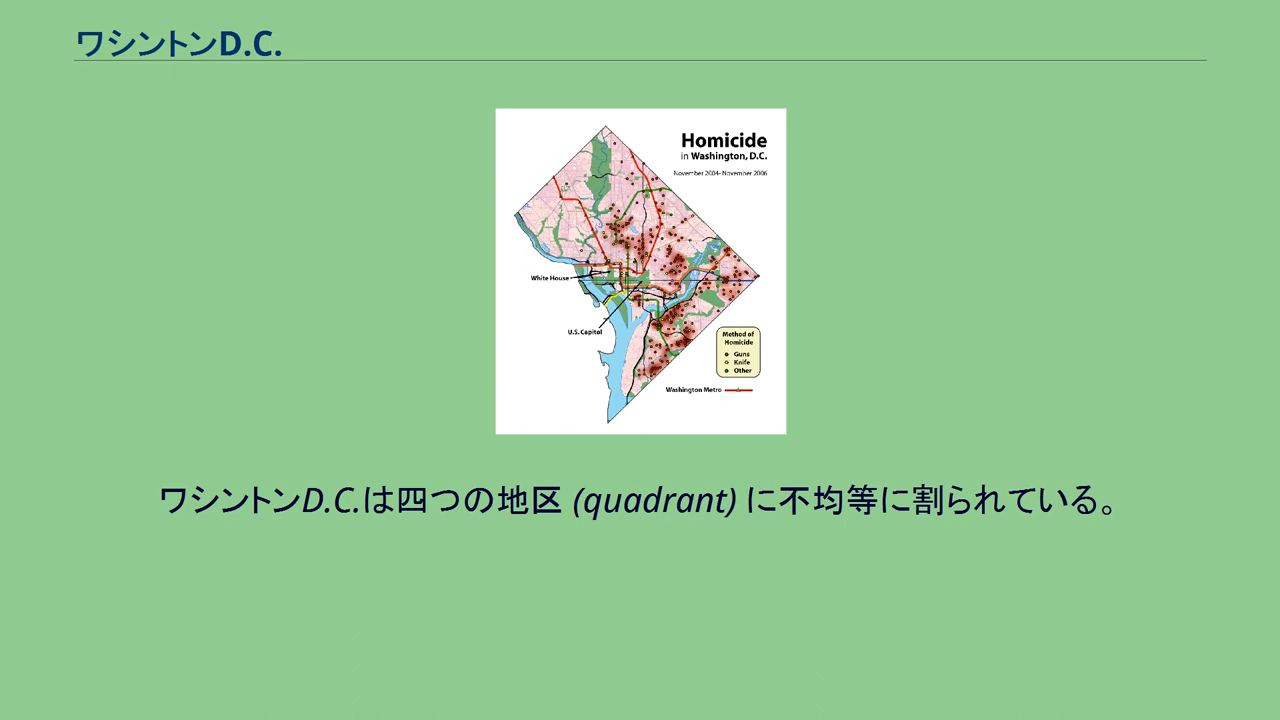 ワシントンD.C.
Homicide
in Washington, D.C.
November 2004- November 2006
White House
U.S. Capitol
Method of
Homicide
Guns
Knife
Other
Washington Metro
ワシントンD.C.は四つの地区 (quadrant) に不均等に割られている。